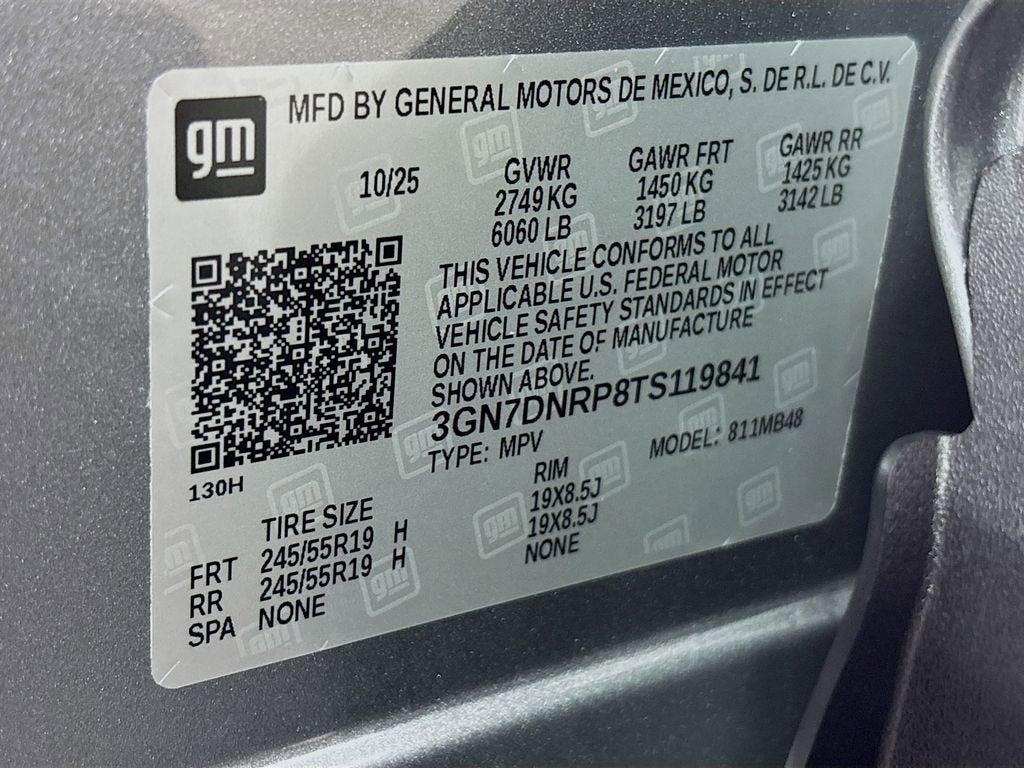 gm
MFD BY GENERAL MOTORS DE MEXICO, S. DE R.L. DE C.V.
10/25 GVWR GAWR FRT GAWR RR
2749 KG 1450 KG 1425 KG
6060 LB 3197 LB 3142 LB
THIS VEHICLE CONFORMS TO ALL
APPLICABLE U.S. FEDERAL MOTOR
VEHICLE SAFETY STANDARDS IN EFFECT
ON THE DATE OF MANUFACTURE
SHOWN ABOVE.
3GN7DNRP8TS119841
TYPE: MPV MODEL: 811MB48
130H
TIRE SIZE RIM
FRT 245/55R19 H 19X8.5J
RR 245/55R19 H 19X8.5J
SPA NONE NONE